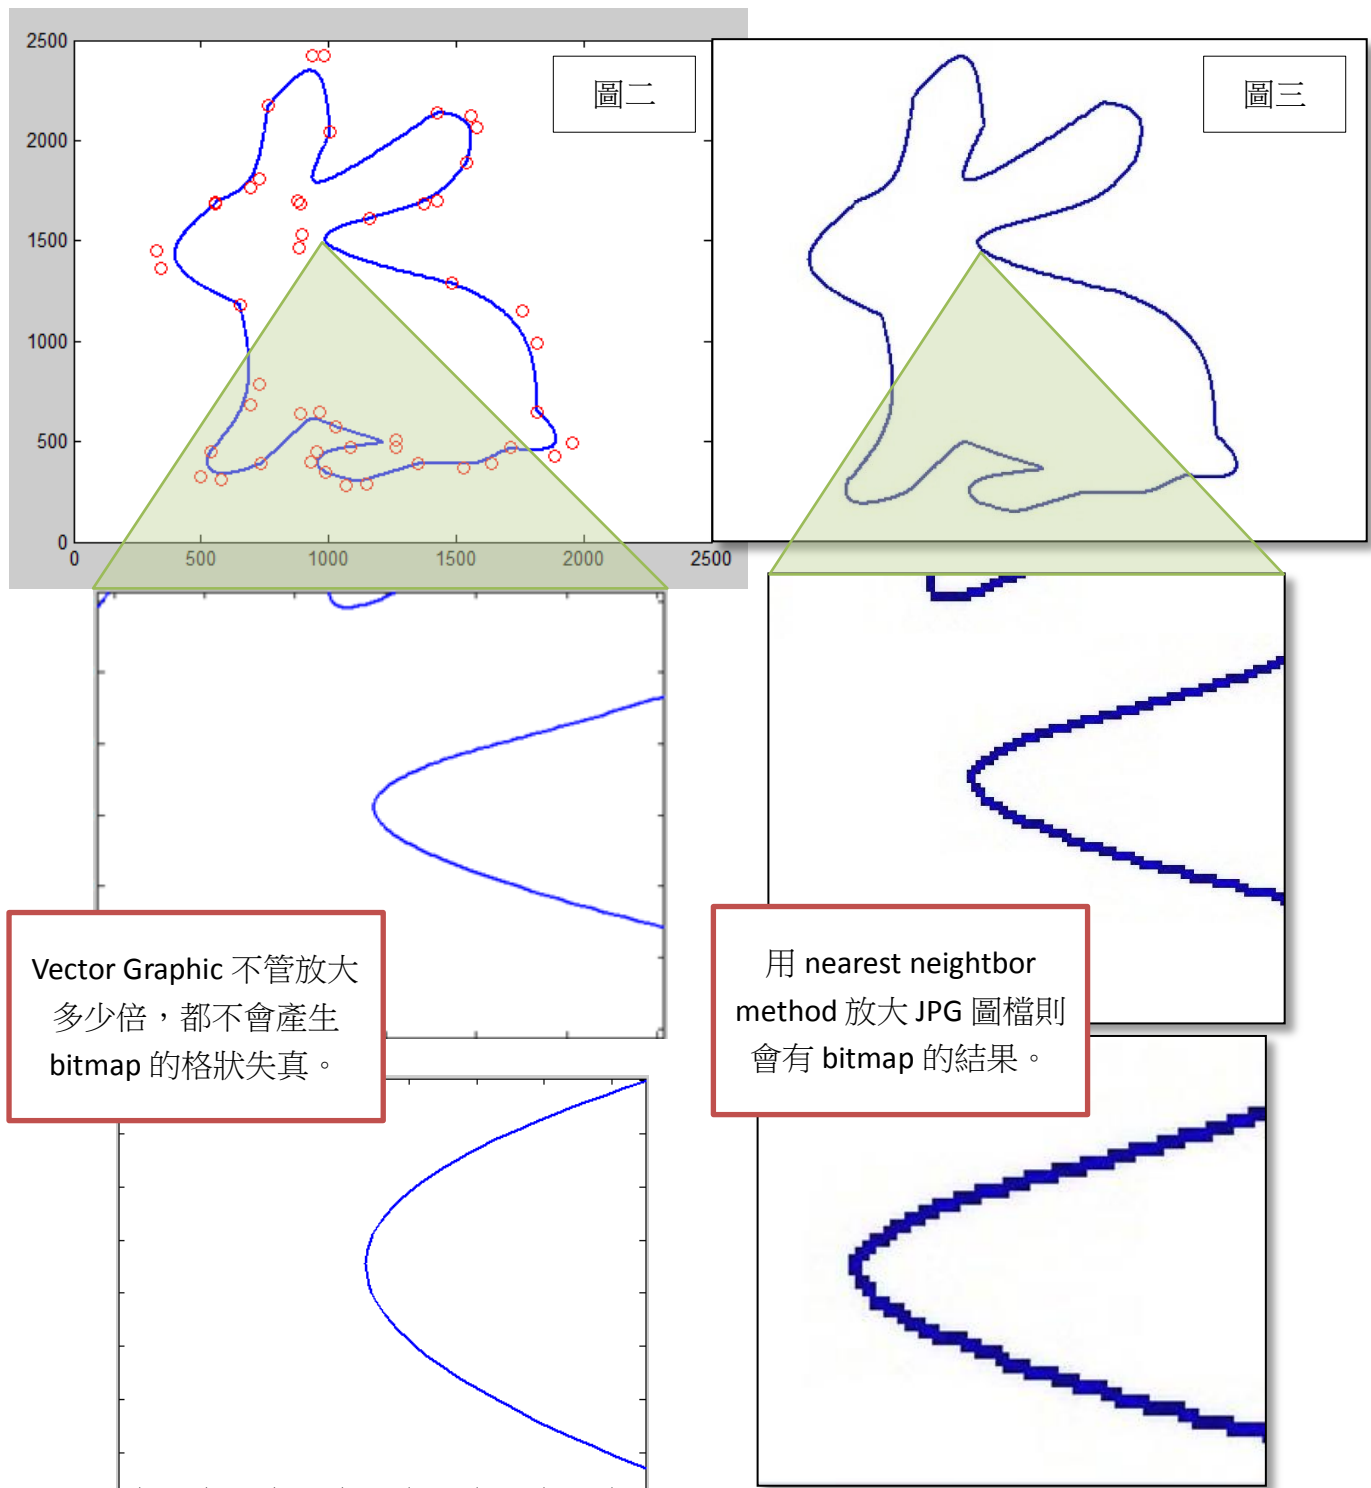 2500
圖二
圖三
2000
1500
1000
500
0
0
500
1000
1500
2000
2500
Vector Graphic 不管放大
多少倍，都不會產生
bitmap 的格狀失真。
用 nearest neightbor
method 放大 JPG 圖檔則
會有 bitmap 的結果。